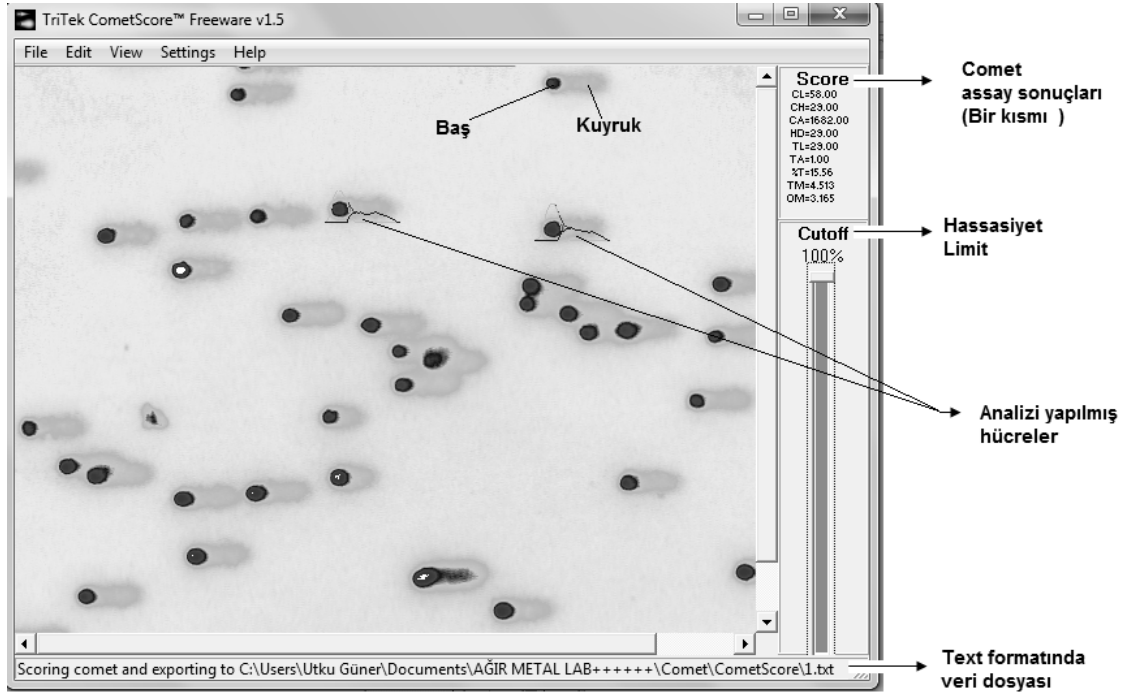 TriTek CometScore™ Freeware v1.5
File Edit View Settings Help
Baş
Kuyruk
Score
CL=58.00
CH=29.00
CA=1682.00
HD=29.00
TL=29.00
TA=1.00
%T=15.56
TM=4.513
OM=3.165
Cutoff
100%
Comet
assay sonuçları
(Bir kısmı )
Hassasiyet
Limit
Analizi yapılmış
hücreler
Scoring comet and exporting to C:\Users\Utku Güner\Documents\AĞIR METAL LAB++++++\Comet\CometScore\1.txt
Text formatında
veri dosyası